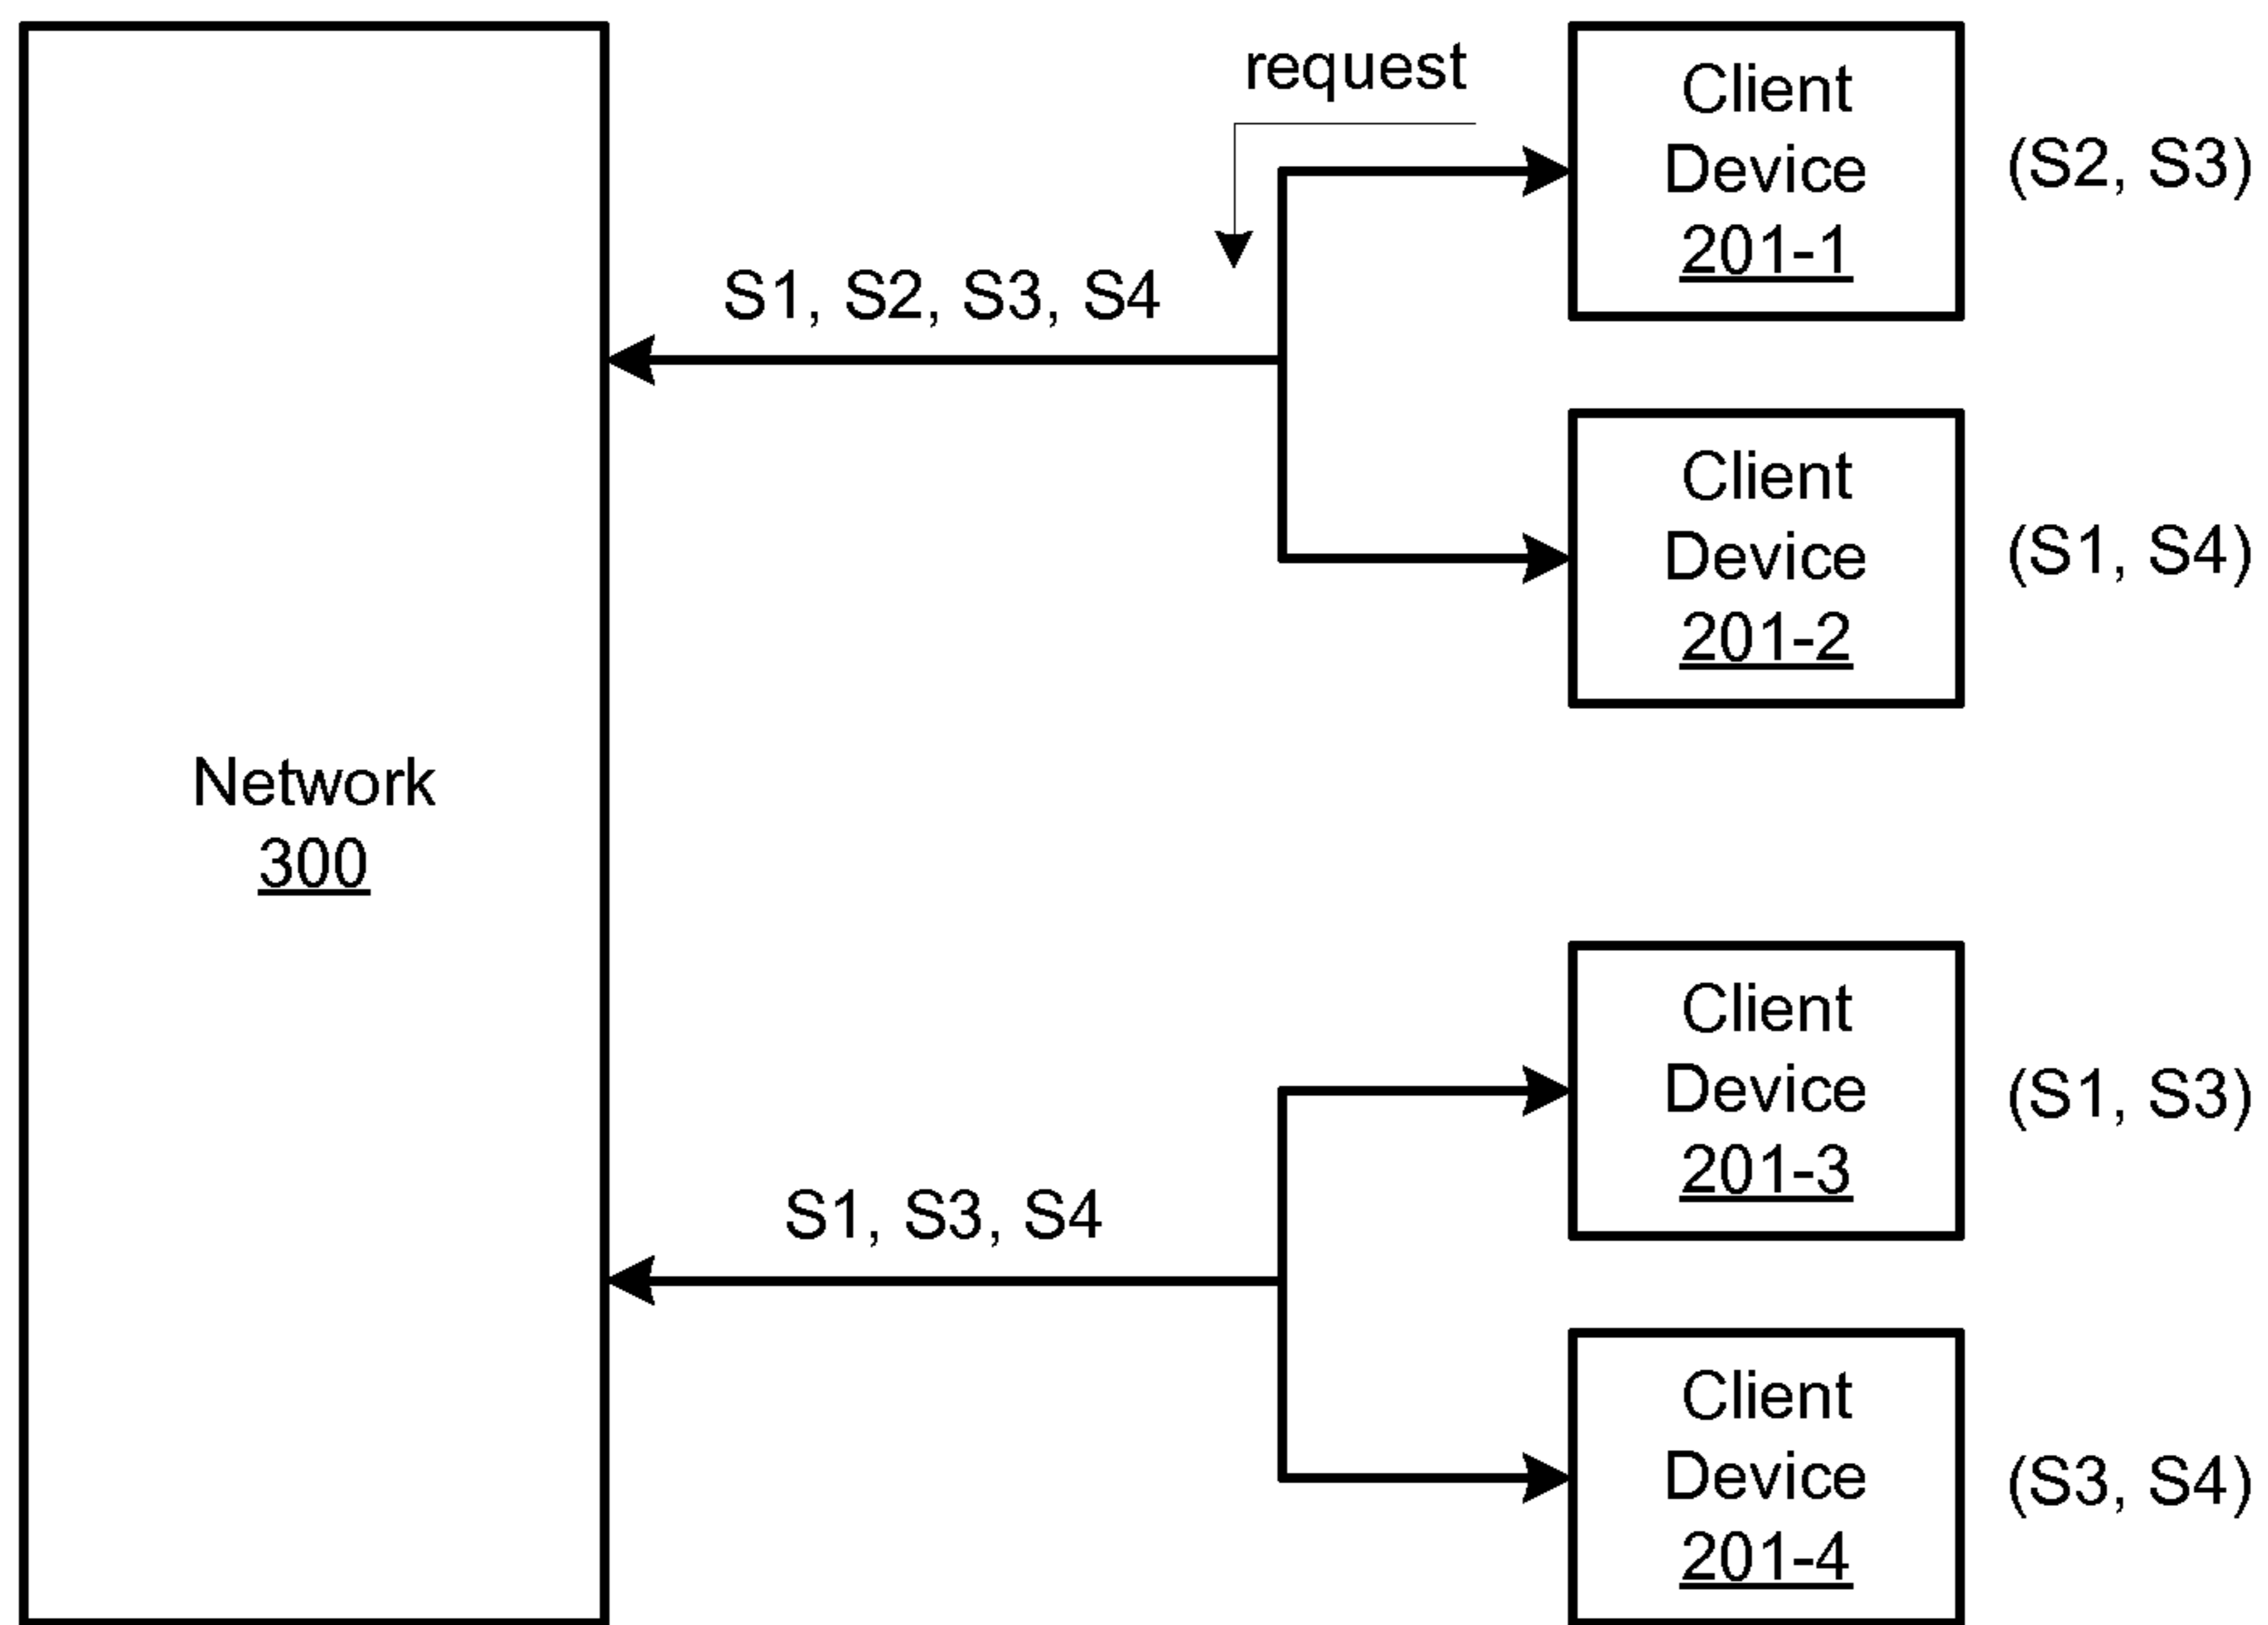 request
Client
Device
201-1
(S2, S3)
S1, S2, S3, S4
Client
Device
201-2
(S1, S4)
Network
300
Client
Device
201-3
(S1, S3)
S1, S3, S4
Client
Device
201-4
(S3, S4)